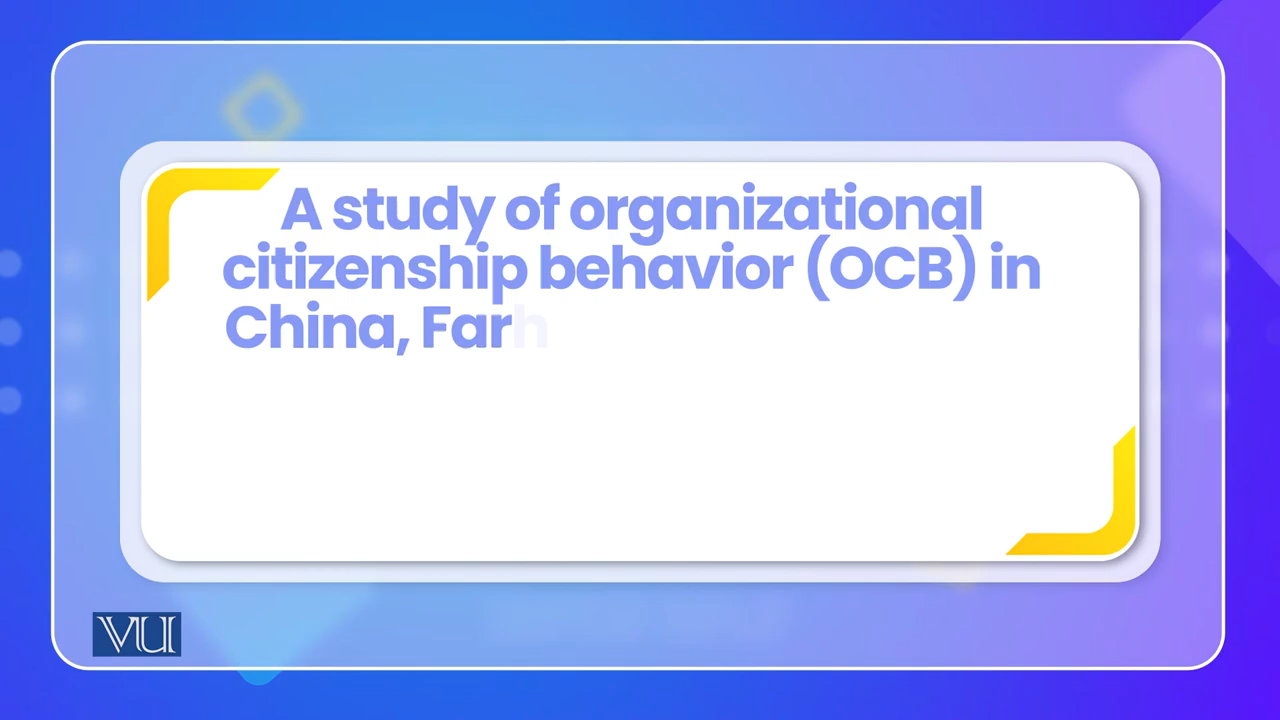 A study of organizational
citizenship behavior (OCB) in
China, Farh
VU